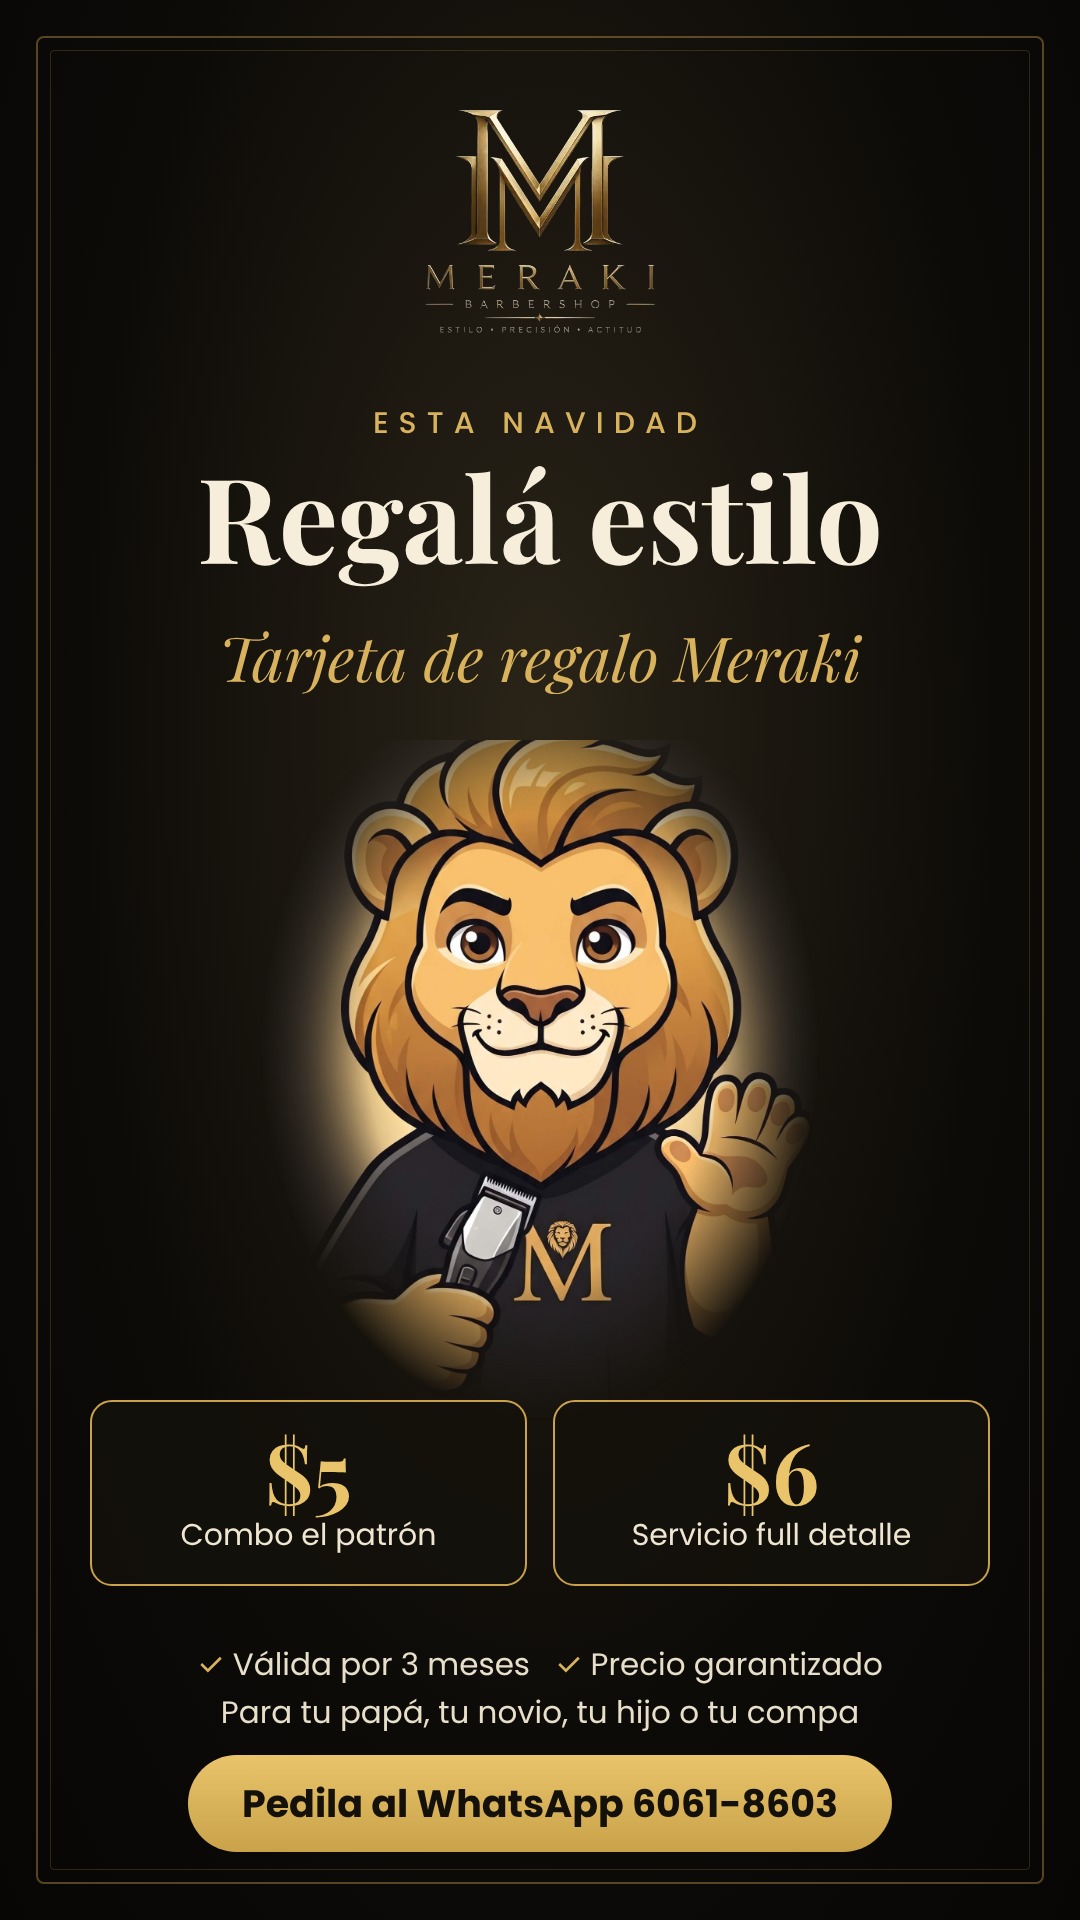 M
MERAKI
BARBERSHOP
ESTILO • PRECISIÓN • ACTITUD
ESTA NAVIDAD
Regalá estilo
Tarjeta de regalo Meraki
M
$5
Combo el patrón
$6
Servicio full detalle
✓ Válida por 3 meses ✓ Precio garantizado
Para tu papá, tu novio, tu hijo o tu compa
Pedila al WhatsApp 6061-8603